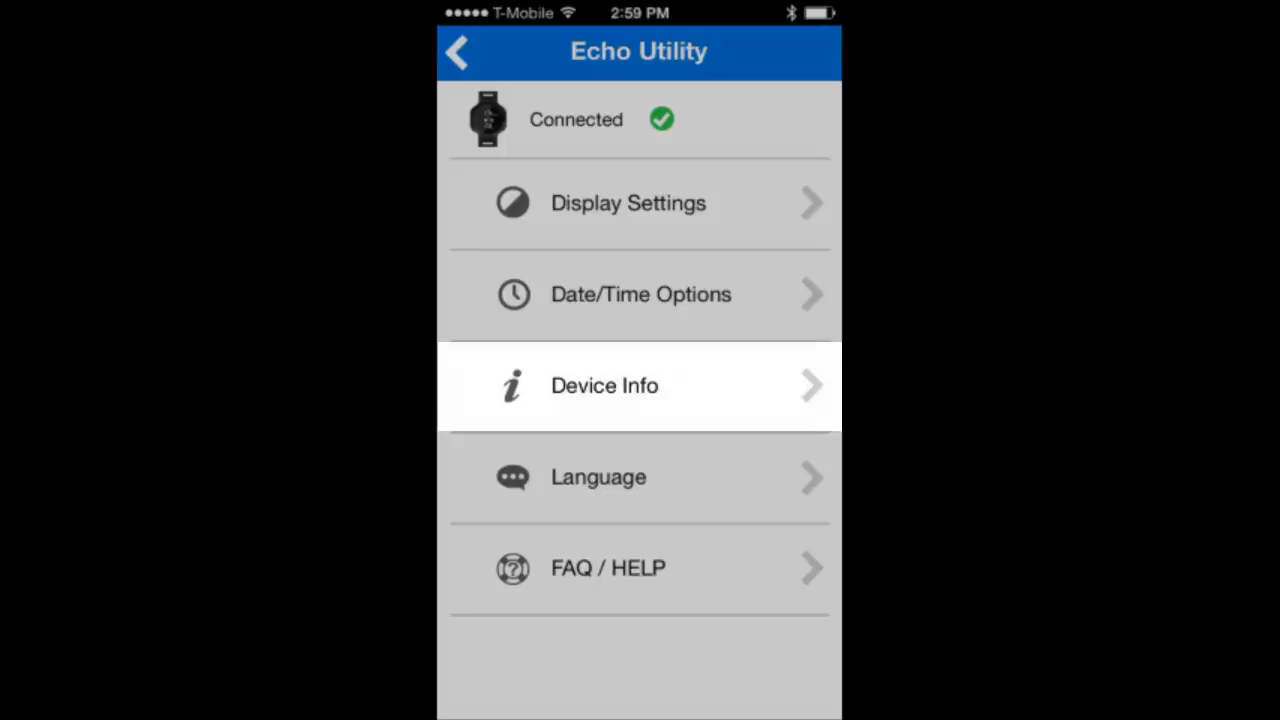 T-Mobile 2:59 PM
Echo Utility
Connected
Display Settings
Date/Time Options
Device Info
Language
FAQ / HELP